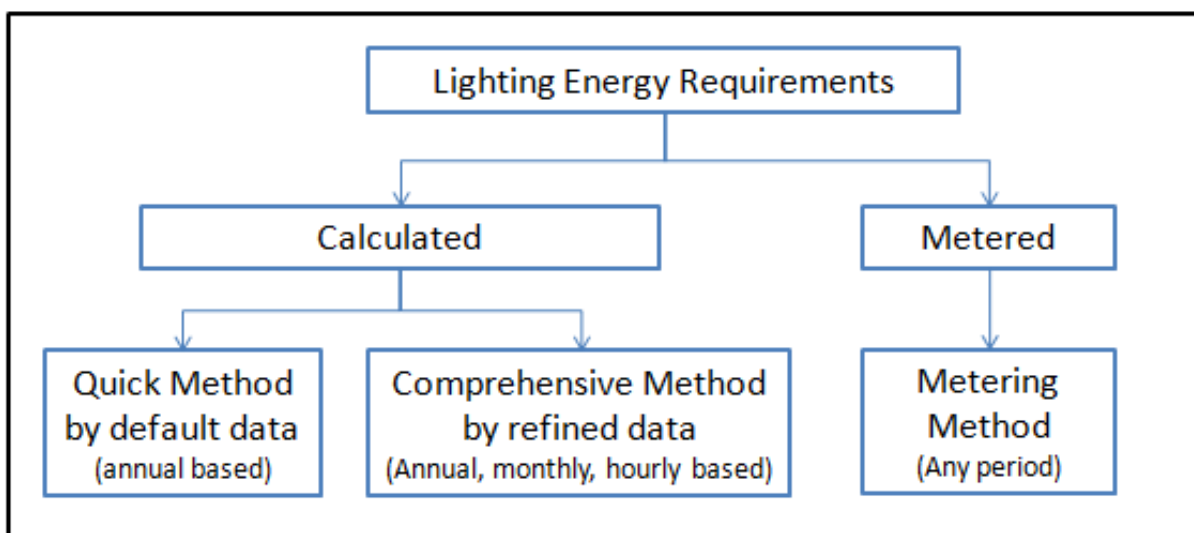 Lighting Energy Requirements
Calculated
Metered
Quick Method
by default data
(annual based)
Comprehensive Method
by refined data
(Annual, monthly, hourly based)
Metering
Method
(Any period)